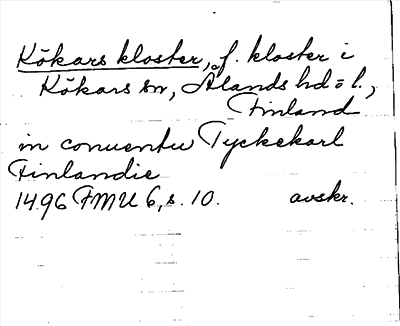 Kökars kloster, f. kloster i
Kökars sn, Ålands hd o l.,
Finland
in conuentu Tyckekarl
Finlandie
1496 FMU 6, s. 10. avskr.